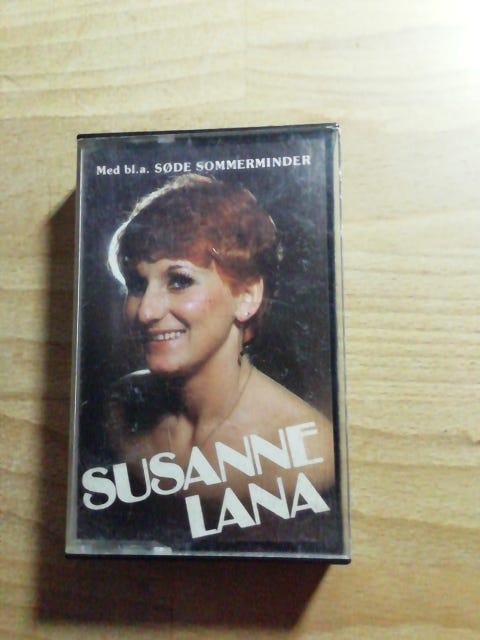 Med bl.a. SØDE SOMMERMINDER
SUSANNE
LANA